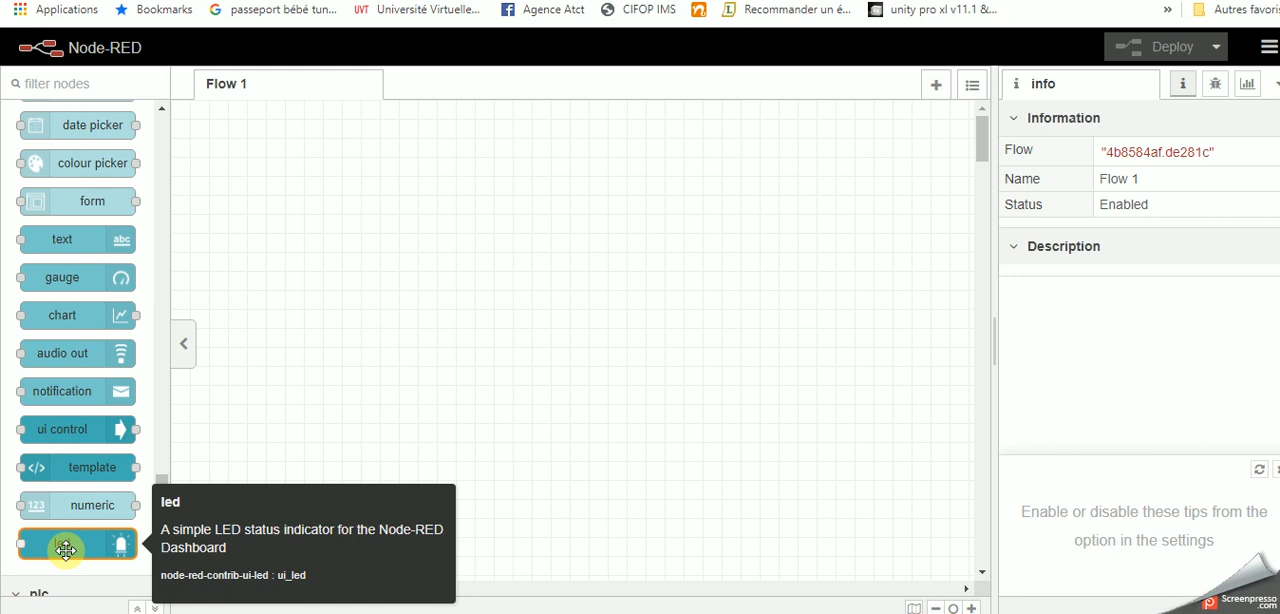 Applications Bookmarks passeport bébé tun... Université Virtuelle... Agence Atct CIFOP IMS Recommander un é... unity pro xl v11.1 &... » Autres favoris
Node-RED Deploy
filter nodes Flow 1 info
date picker
colour picker
form
text abc
gauge
chart
audio out
notification
ui control
</> template
123 numeric
Information
Flow "4b8584af.de281c"
Name Flow 1
Status Enabled
Description
led
A simple LED status indicator for the Node-RED
Dashboard
node-red-contrib-ui-led : ui_led
plc
Enable or disable these tips from the
option in the settings
Screenpresso
.com